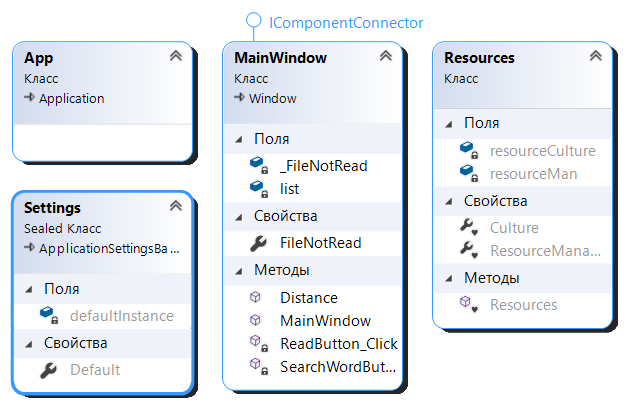 IComponentConnector
App
Класс
Application
Settings
Sealed Класс
ApplicationSettingsBa...
Поля
defaultInstance
Свойства
Default
MainWindow
Класс
Window
Поля
_FileNotRead
list
Свойства
FileNotRead
Методы
Distance
MainWindow
ReadButton_Click
SearchWordBut...
Resources
Класс
Поля
resourceCulture
resourceMan
Свойства
Culture
ResourceMana...
Методы
Resources